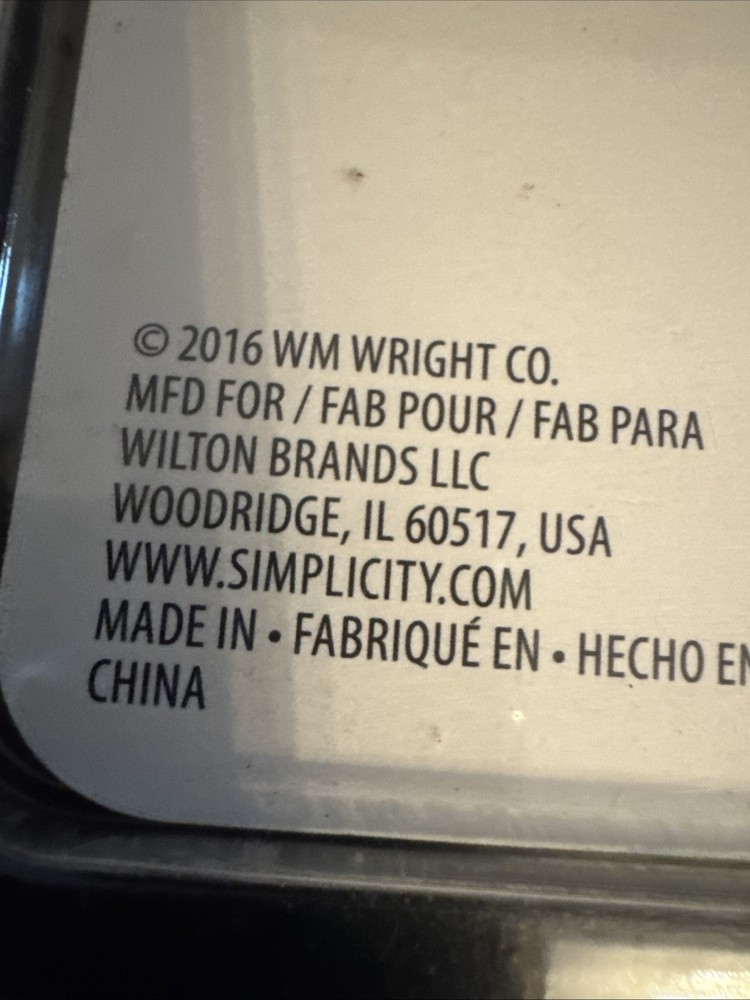 © 2016 WM WRIGHT CO.
MFD FOR / FAB POUR / FAB PARA
WILTON BRANDS LLC
WOODRIDGE, IL 60517, USA
WWW.SIMPLICITY.COM
MADE IN • FABRIQUÉ EN • HECHO EN
CHINA